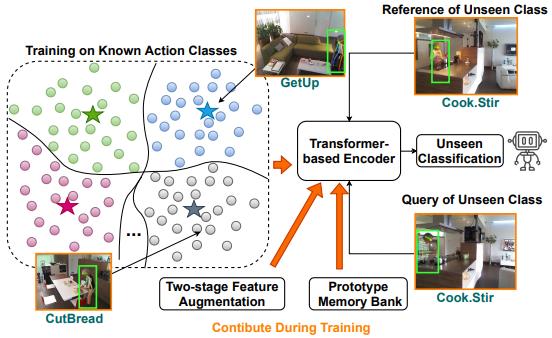 Training on Known Action Classes
GetUp
Reference of Unseen Class
Cook.Stir
Transformer-
based Encoder
Unseen
Classification
...
CutBread
Two-stage Feature
Augmentation
Prototype
Memory Bank
Query of Unseen Class
Cook.Stir
Contibute During Training